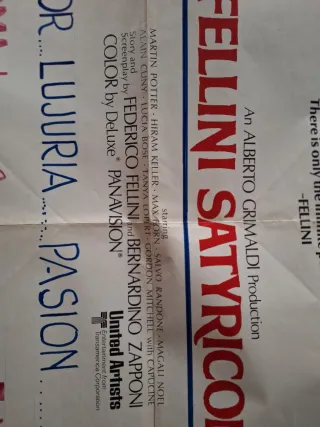 There is only the infinite p
-FELLINI
An ALBERTO GRIMALDI Production
FELLINI SATYRICO
starring
MARTIN POTTER · HIRAM KELLER · MAX BORN · SALVO RANDONE · MAGALI NOEL
ALAIN CUNY · LUCIA BOSE · TANYA LOPERT · GORDON MITCHELL with CAPUCINE
Story and
Screenplay by FEDERICO FELLINI and BERNARDINO ZAPPONI
COLOR by DeLuxe® PANAVISION®
United Artists
Entertainment from
Transamerica Corporation
OR.... LUJURIA...... PASION....